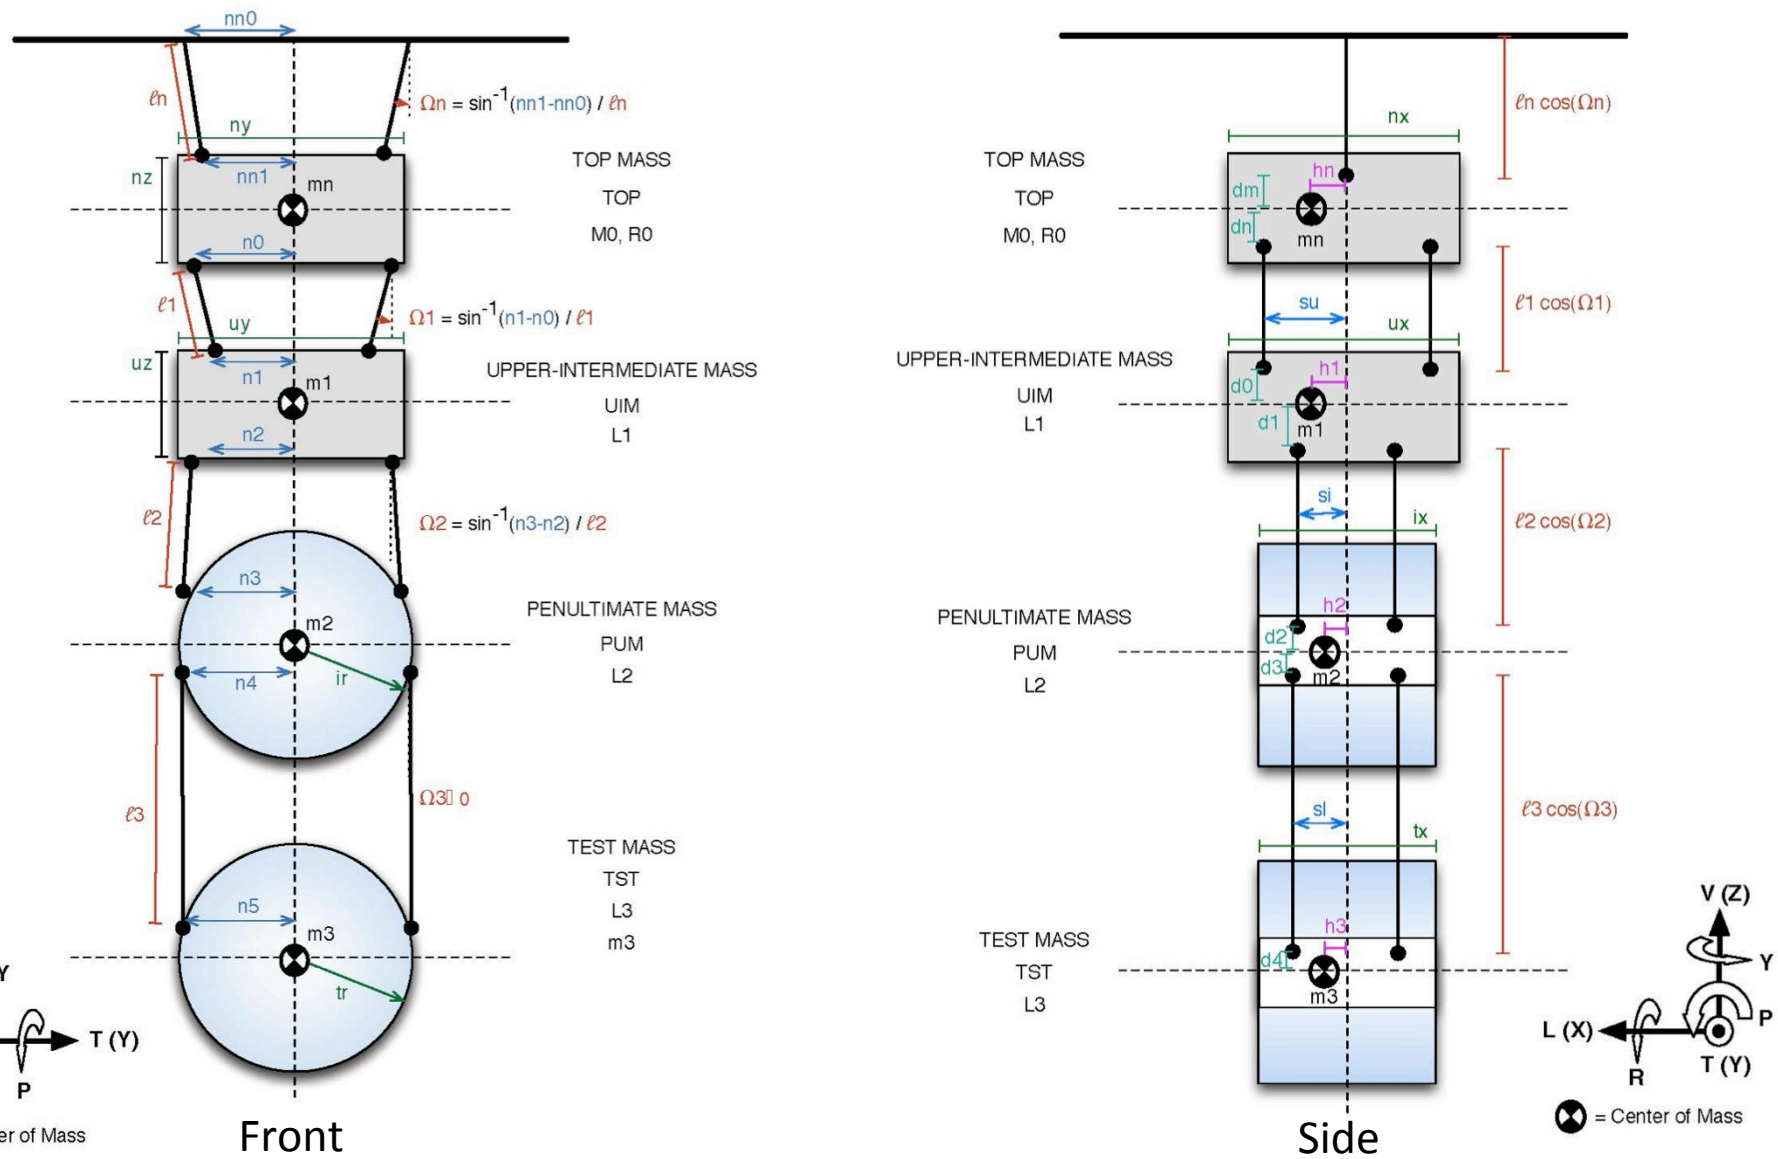 nn0
ℓn
Ωn = sin⁻¹(nn1-nn0) / ℓn
ny
nz
nn1
mn
n0
TOP MASS
TOP
M0, R0
ℓ1
Ω1 = sin⁻¹(n1-n0) / ℓ1
uy
uz
n1
m1
n2
UPPER-INTERMEDIATE MASS
UIM
L1
ℓ2
Ω2 = sin⁻¹(n3-n2) / ℓ2
n3
m2
n4
ir
PENULTIMATE MASS
PUM
L2
ℓ3
Ω3 0
n5
m3
tr
TEST MASS
TST
L3
m3
Y
T (Y)
P
er of Mass
Front
ℓn cos(Ωn)
nx
TOP MASS
TOP
M0, R0
hn
dm
dn
mn
su
ℓ1 cos(Ω1)
ux
UPPER-INTERMEDIATE MASS
UIM
L1
h1
d0
d1
m1
si
ℓ2 cos(Ω2)
ix
PENULTIMATE MASS
PUM
L2
h2
d2
d3
m2
sl
ℓ3 cos(Ω3)
tx
TEST MASS
TST
L3
h3
d4
m3
V (Z)
Y
P
L (X)
R
T (Y)
= Center of Mass
Side